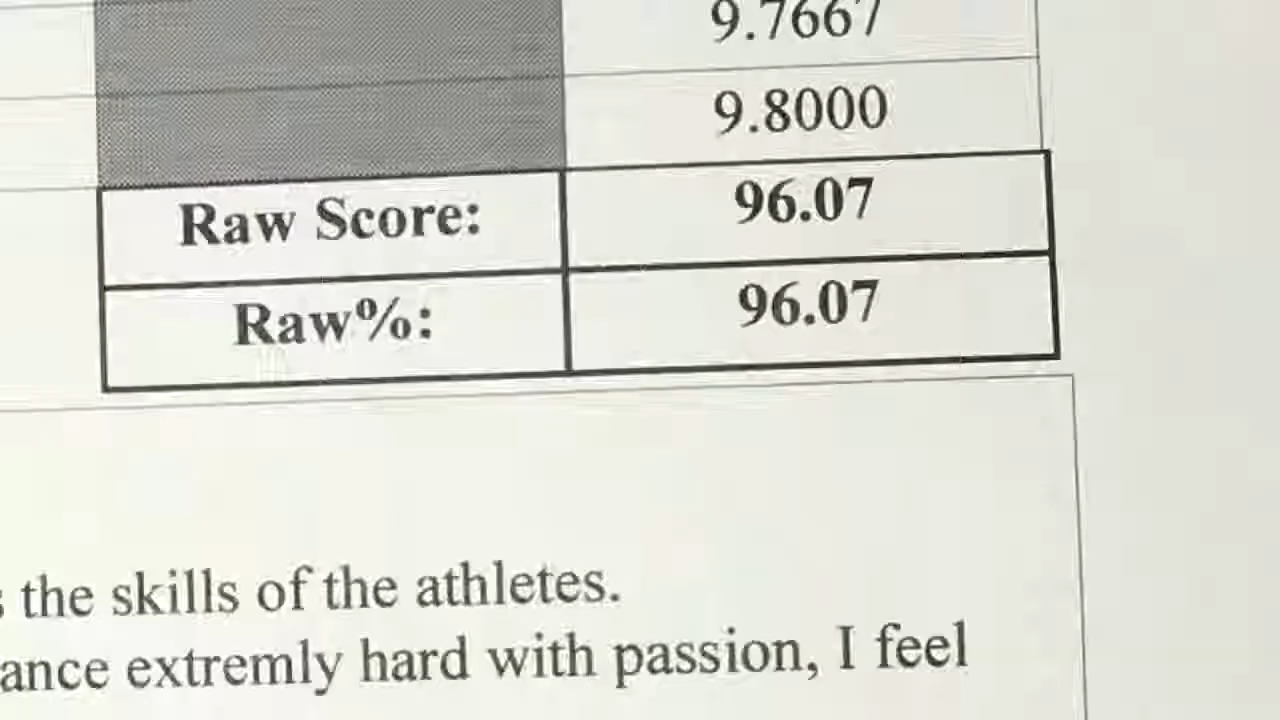 9.7667
9.8000
Raw Score: 96.07
Raw%: 96.07
the skills of the athletes.
extremly hard with passion, I feel